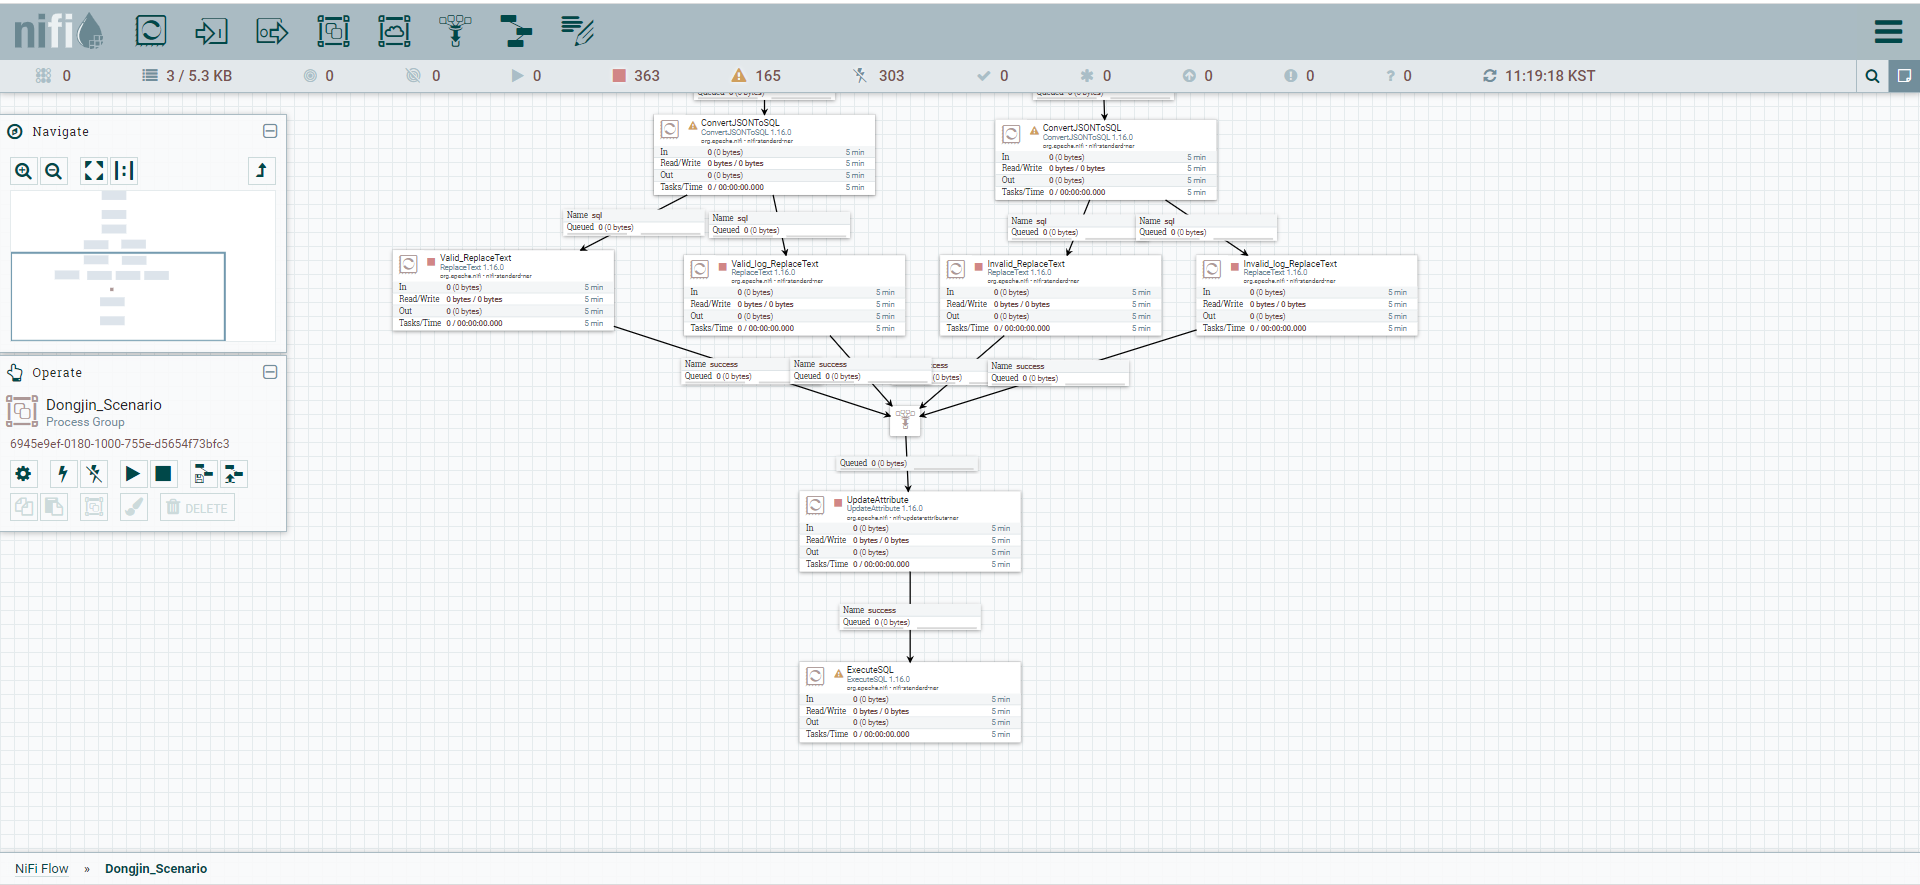 nifi
0
3 / 5.3 KB
0
0
0
363
165
303
0
0
0
0
0
11:19:18 KST
Queued 0 (0 bytes)
Queued 0 (0 bytes)
Navigate
Operate
Dongjin_Scenario
Process Group
6945e9ef-0180-1000-755e-d5654f73bfc3
DELETE
ConvertJSONToSQL
ConvertJSONToSQL 1.16.0
org.apache.nifi - nifi-standard-nar
In 0 (0 bytes) 5 min
Read/Write 0 bytes / 0 bytes 5 min
Out 0 (0 bytes) 5 min
Tasks/Time 0 / 00:00:00.000 5 min
ConvertJSONToSQL
ConvertJSONToSQL 1.16.0
org.apache.nifi - nifi-standard-nar
In 0 (0 bytes) 5 min
Read/Write 0 bytes / 0 bytes 5 min
Out 0 (0 bytes) 5 min
Tasks/Time 0 / 00:00:00.000 5 min
Name sql
Queued 0 (0 bytes)
Name sql
Queued 0 (0 bytes)
Name sql
Queued 0 (0 bytes)
Name sql
Queued 0 (0 bytes)
Valid_ReplaceText
ReplaceText 1.16.0
org.apache.nifi - nifi-standard-nar
In 0 (0 bytes) 5 min
Read/Write 0 bytes / 0 bytes 5 min
Out 0 (0 bytes) 5 min
Tasks/Time 0 / 00:00:00.000 5 min
Valid_log_ReplaceText
ReplaceText 1.16.0
org.apache.nifi - nifi-standard-nar
In 0 (0 bytes) 5 min
Read/Write 0 bytes / 0 bytes 5 min
Out 0 (0 bytes) 5 min
Tasks/Time 0 / 00:00:00.000 5 min
Invalid_ReplaceText
ReplaceText 1.16.0
org.apache.nifi - nifi-standard-nar
In 0 (0 bytes) 5 min
Read/Write 0 bytes / 0 bytes 5 min
Out 0 (0 bytes) 5 min
Tasks/Time 0 / 00:00:00.000 5 min
Invalid_log_ReplaceText
ReplaceText 1.16.0
org.apache.nifi - nifi-standard-nar
In 0 (0 bytes) 5 min
Read/Write 0 bytes / 0 bytes 5 min
Out 0 (0 bytes) 5 min
Tasks/Time 0 / 00:00:00.000 5 min
Name success
Queued 0 (0 bytes)
Name success
Queued 0 (0 bytes)
cess
(0 bytes)
Name success
Queued 0 (0 bytes)
Queued 0 (0 bytes)
UpdateAttribute
UpdateAttribute 1.16.0
org.apache.nifi - nifi-update-attribute-nar
In 0 (0 bytes) 5 min
Read/Write 0 bytes / 0 bytes 5 min
Out 0 (0 bytes) 5 min
Tasks/Time 0 / 00:00:00.000 5 min
Name success
Queued 0 (0 bytes)
ExecuteSQL
ExecuteSQL 1.16.0
org.apache.nifi - nifi-standard-nar
In 0 (0 bytes) 5 min
Read/Write 0 bytes / 0 bytes 5 min
Out 0 (0 bytes) 5 min
Tasks/Time 0 / 00:00:00.000 5 min
NiFi Flow » Dongjin_Scenario